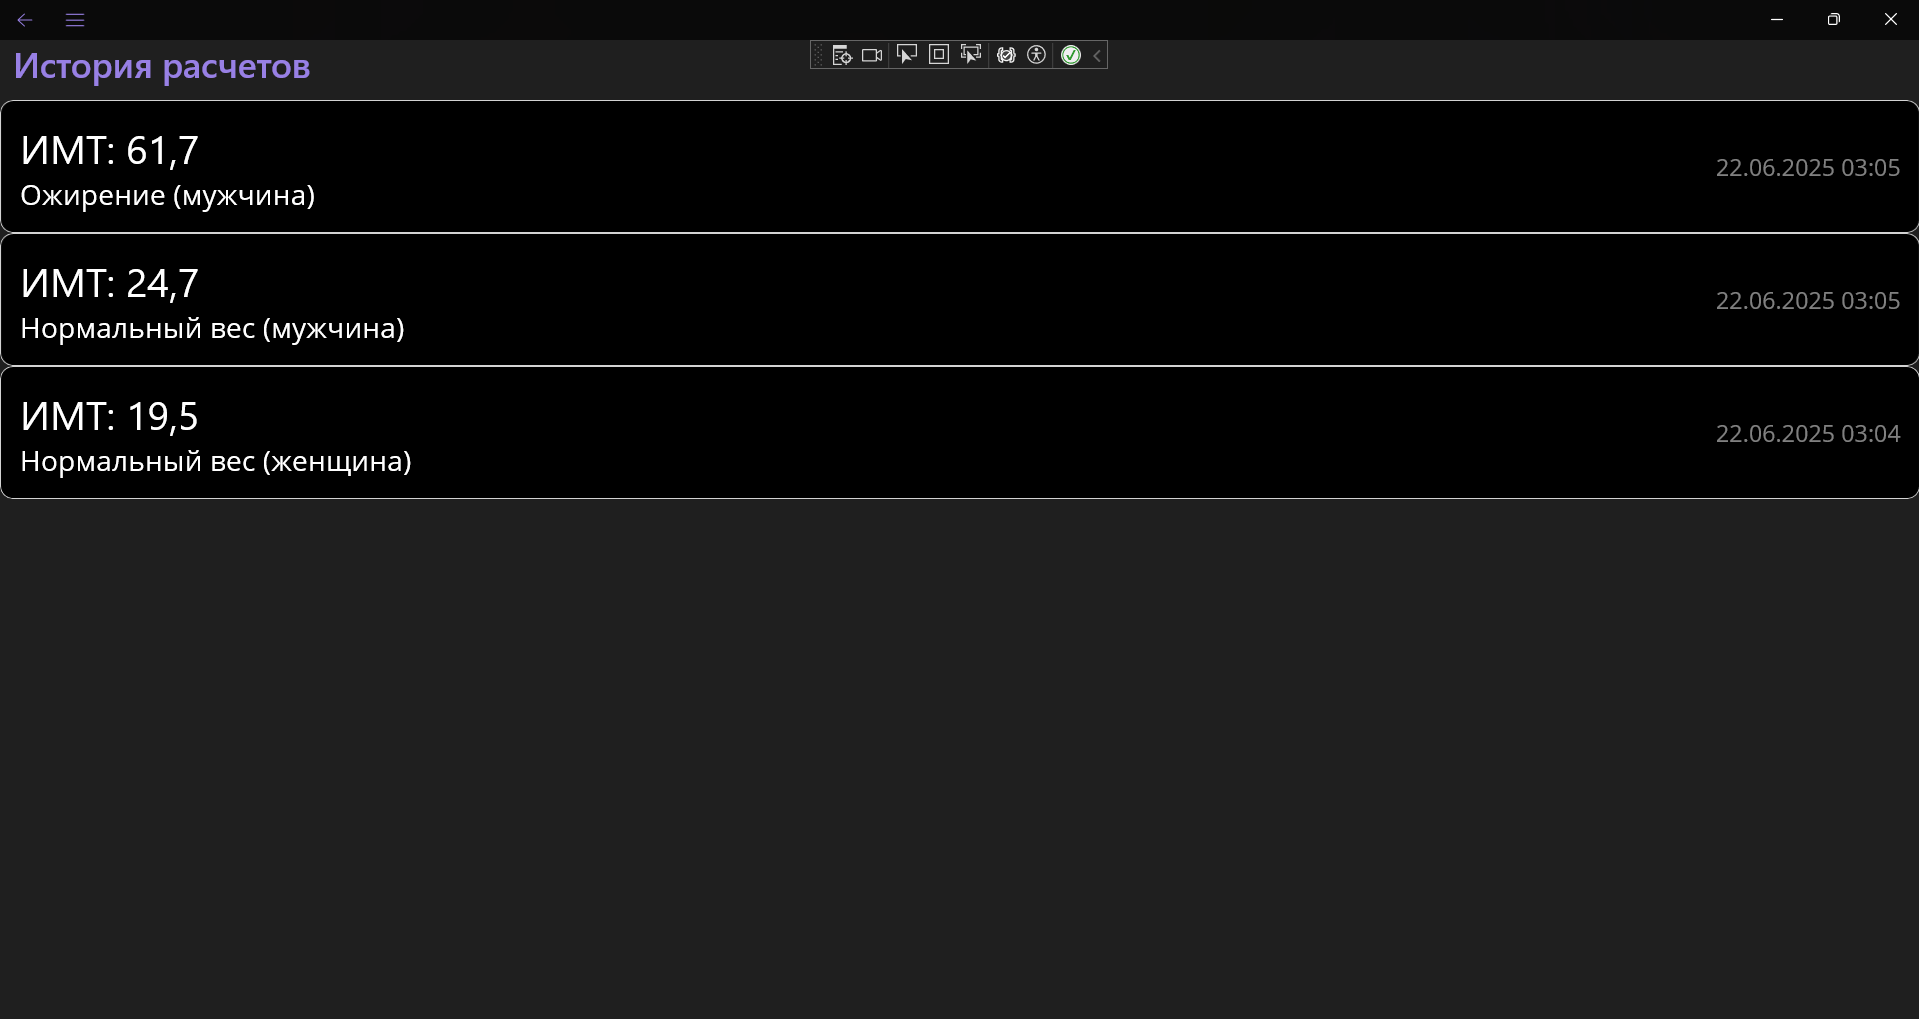 История расчетов
ИМТ: 61,7
22.06.2025 03:05
Ожирение (мужчина)
ИМТ: 24,7
22.06.2025 03:05
Нормальный вес (мужчина)
ИМТ: 19,5
22.06.2025 03:04
Нормальный вес (женщина)